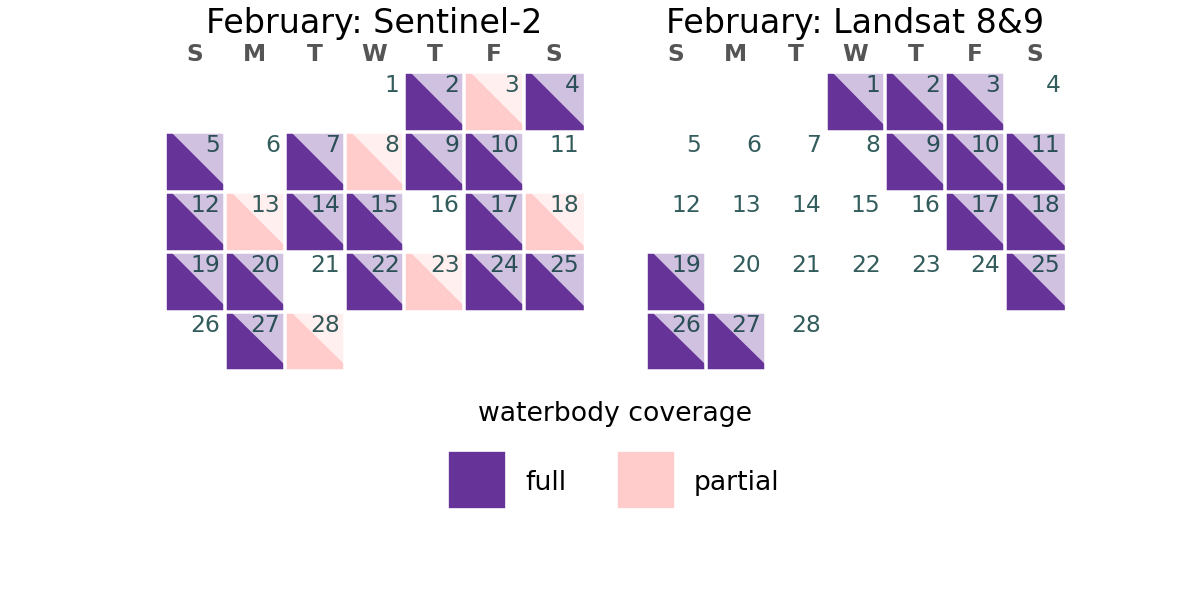 February: Sentinel-2
S M T W T F S
1 2 3 4
5 6 7 8 9 10 11
12 13 14 15 16 17 18
19 20 21 22 23 24 25
26 27 28
February: Landsat 8&9
S M T W T F S
1 2 3 4
5 6 7 8 9 10 11
12 13 14 15 16 17 18
19 20 21 22 23 24 25
26 27 28
waterbody coverage
full partial